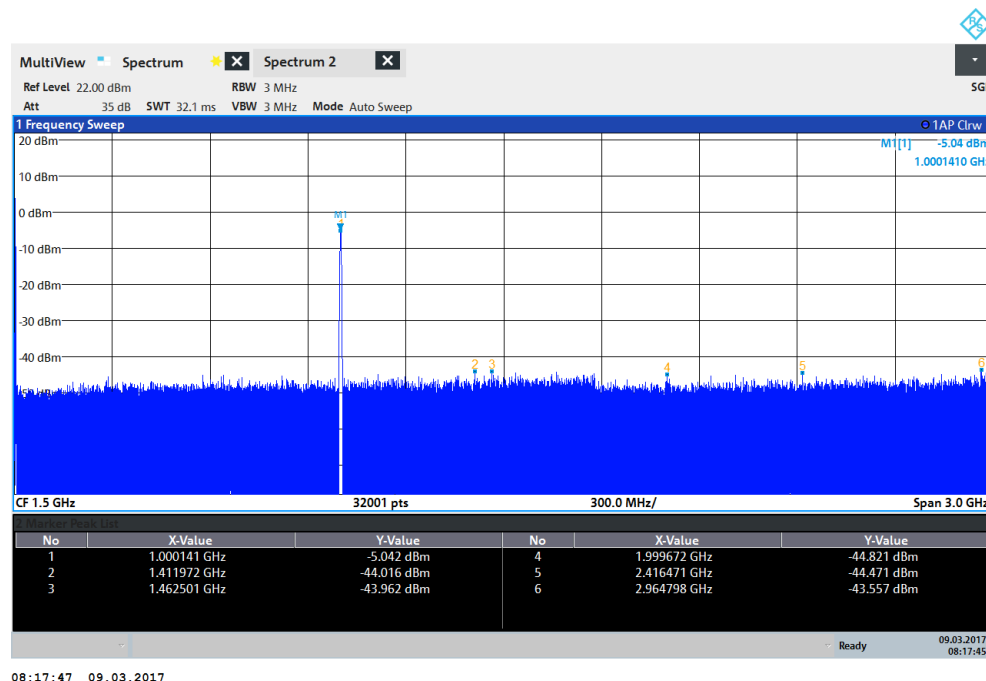 R&S
MultiView Spectrum X Spectrum 2 X
Ref Level 22.00 dBm RBW 3 MHz SG
Att 35 dB SWT 32.1 ms VBW 3 MHz Mode Auto Sweep
1 Frequency Sweep 1AP Clrw
20 dBm M1[1] -5.04 dBm
1.0001410 GHz
10 dBm
0 dBm
M1
1
-10 dBm
-20 dBm
-30 dBm
-40 dBm
2 3 4 5 6
CF 1.5 GHz 32001 pts 300.0 MHz/ Span 3.0 GHz
2 Marker Peak List
No X-Value Y-Value No X-Value Y-Value
1 1.000141 GHz -5.042 dBm 4 1.999672 GHz -44.821 dBm
2 1.411972 GHz -44.016 dBm 5 2.416471 GHz -44.471 dBm
3 1.462501 GHz -43.962 dBm 6 2.964798 GHz -43.557 dBm
Ready 09.03.2017
08:17:45
08:17:47 09.03.2017